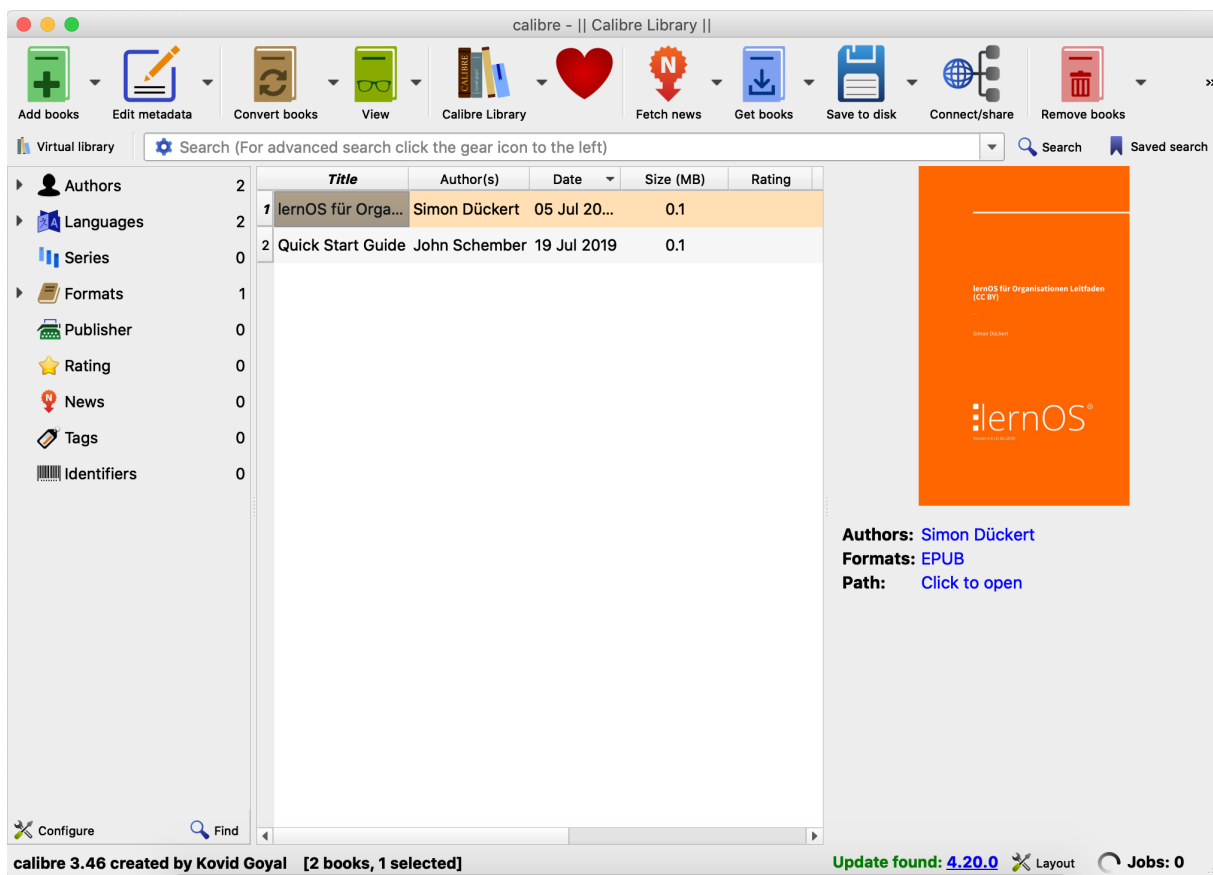 calibre - || Calibre Library ||
Add books Edit metadata Convert books View Calibre Library Fetch news Get books Save to disk Connect/share Remove books
Virtual library Search (For advanced search click the gear icon to the left) Search Saved search
Authors 2
Languages 2
Series 0
Formats 1
Publisher 0
Rating 0
News 0
Tags 0
Identifiers 0
Title Author(s) Date Size (MB) Rating
1 lernOS für Orga... Simon Dückert 05 Jul 20... 0.1
2 Quick Start Guide John Schember 19 Jul 2019 0.1
lernOS für Organisationen Leitfaden
(CC BY)
Simon Dückert
lernOS®
Authors: Simon Dückert
Formats: EPUB
Path: Click to open
Configure Find
calibre 3.46 created by Kovid Goyal [2 books, 1 selected] Update found: 4.20.0 Layout Jobs: 0